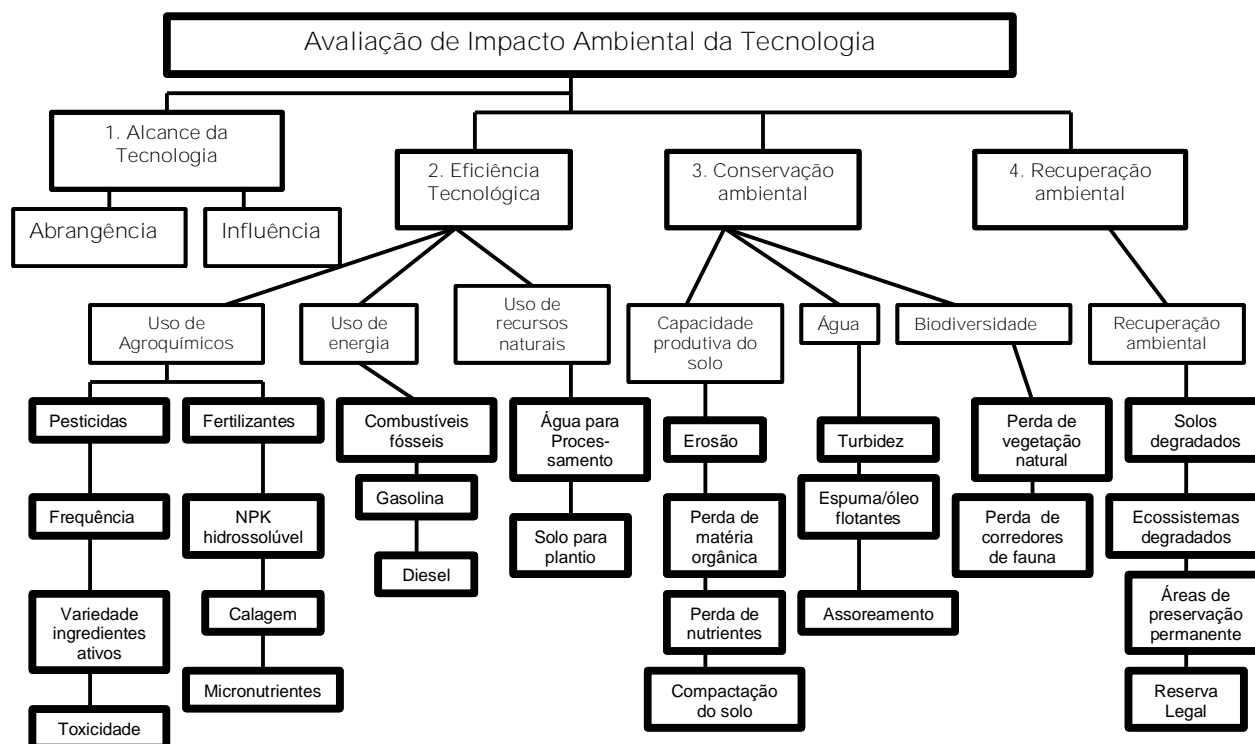 Avaliação de Impacto Ambiental da Tecnologia
1. Alcance da
Tecnologia
Abrangência
Influência
2. Eficiência
Tecnológica
3. Conservação
ambiental
4. Recuperação
ambiental
Uso de
Agroquímicos
Uso de
energia
Uso de
recursos
naturais
Capacidade
produtiva do
solo
Água
Biodiversidade
Recuperação
ambiental
Pesticidas
Frequência
Variedade
ingredientes
ativos
Toxicidade
Fertilizantes
NPK
hidrossolúvel
Calagem
Micronutrientes
Combustíveis
fósseis
Gasolina
Diesel
Água para
Proces-
samento
Solo para
plantio
Erosão
Perda de
matéria
orgânica
Perda de
nutrientes
Compactação
do solo
Turbidez
Espuma/óleo
flotantes
Assoreamento
Perda de
vegetação
natural
Perda de
corredores
de fauna
Solos
degradados
Ecossistemas
degradados
Áreas de
preservação
permanente
Reserva
Legal